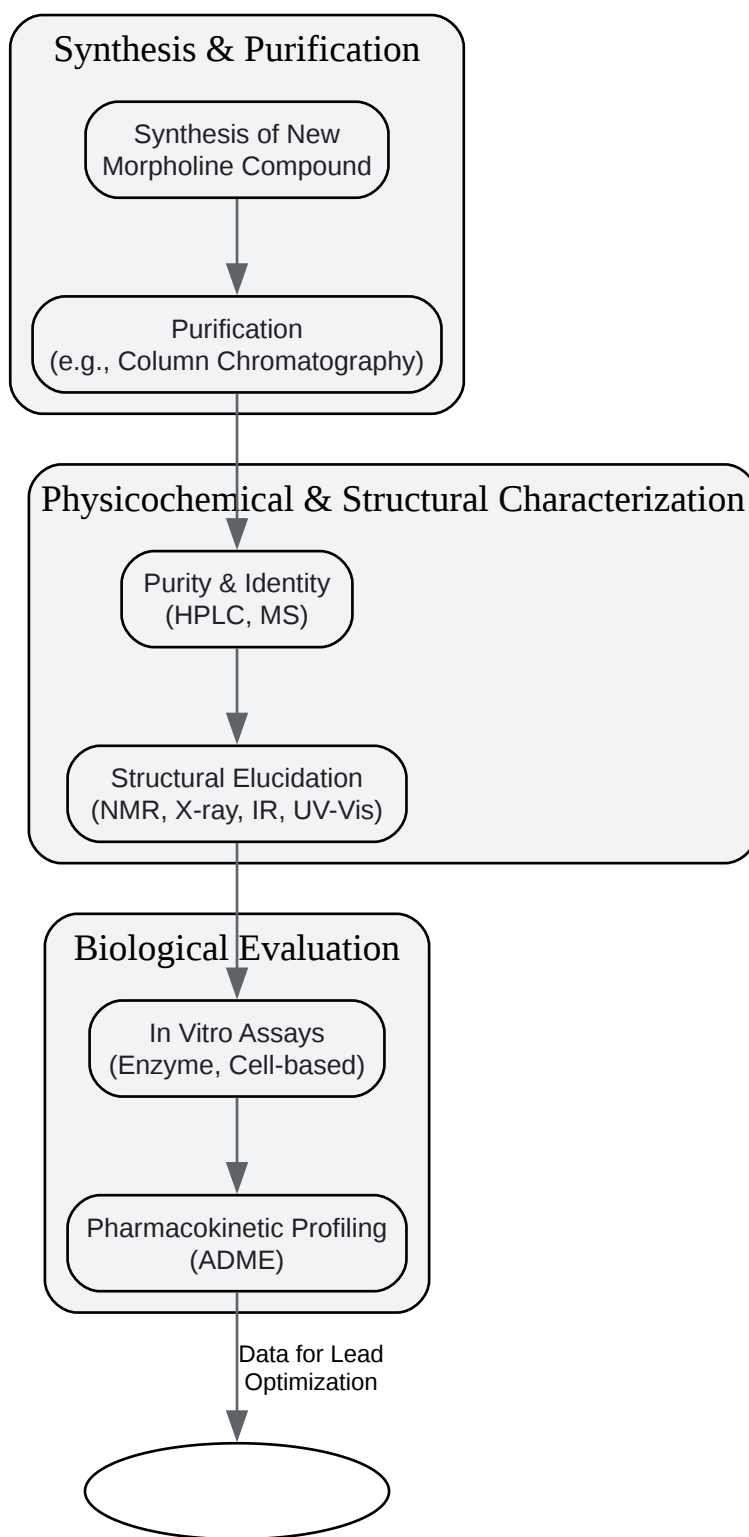 Synthesis & Purification
Synthesis of New
Morpholine Compound
Purification
(e.g., Column Chromatography)
Physicochemical & Structural Characterization
Purity & Identity
(HPLC, MS)
Structural Elucidation
(NMR, X-ray, IR, UV-Vis)
Biological Evaluation
In Vitro Assays
(Enzyme, Cell-based)
Pharmacokinetic Profiling
(ADME)
Data for Lead
Optimization